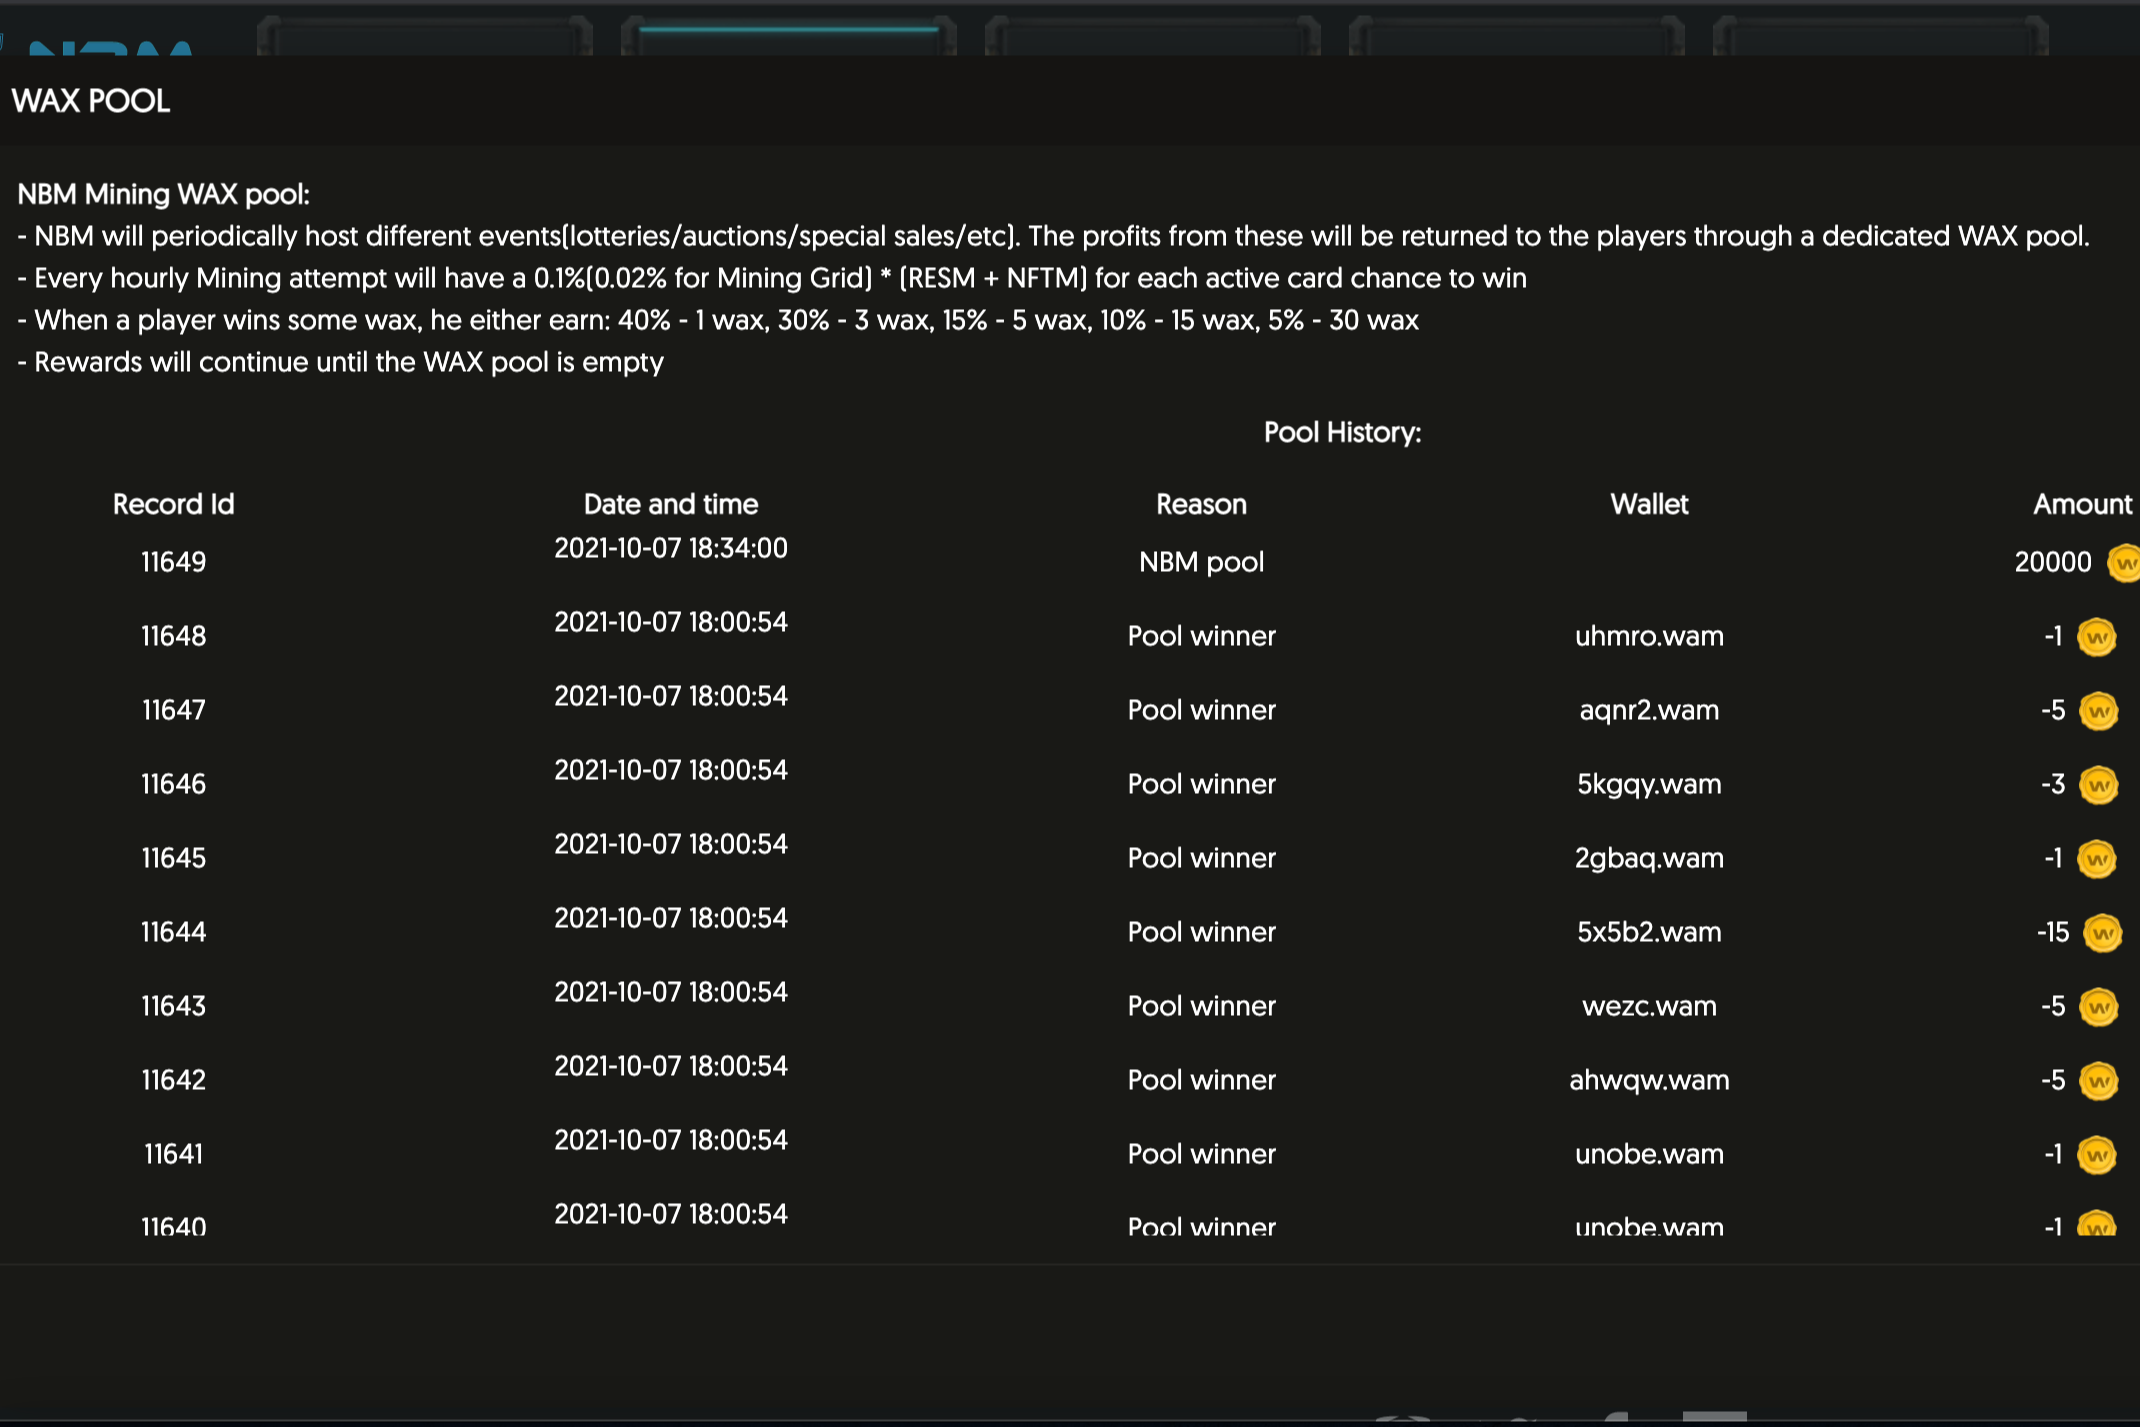 NBM
WAX POOL
NBM Mining WAX pool:
- NBM will periodically host different events(lotteries/auctions/special sales/etc). The profits from these will be returned to the players through a dedicated WAX pool.
- Every hourly Mining attempt will have a 0.1%(0.02% for Mining Grid) * (RESM + NFTM) for each active card chance to win
- When a player wins some wax, he either earn: 40% - 1 wax, 30% - 3 wax, 15% - 5 wax, 10% - 15 wax, 5% - 30 wax
- Rewards will continue until the WAX pool is empty
Pool History:
Record Id Date and time Reason Wallet Amount
11649 2021-10-07 18:34:00 NBM pool 20000
11648 2021-10-07 18:00:54 Pool winner uhmro.wam -1
11647 2021-10-07 18:00:54 Pool winner aqnr2.wam -5
11646 2021-10-07 18:00:54 Pool winner 5kgqy.wam -3
11645 2021-10-07 18:00:54 Pool winner 2gbaq.wam -1
11644 2021-10-07 18:00:54 Pool winner 5x5b2.wam -15
11643 2021-10-07 18:00:54 Pool winner wezc.wam -5
11642 2021-10-07 18:00:54 Pool winner ahwqw.wam -5
11641 2021-10-07 18:00:54 Pool winner unobe.wam -1
11640 2021-10-07 18:00:54 Pool winner unobe.wam -1